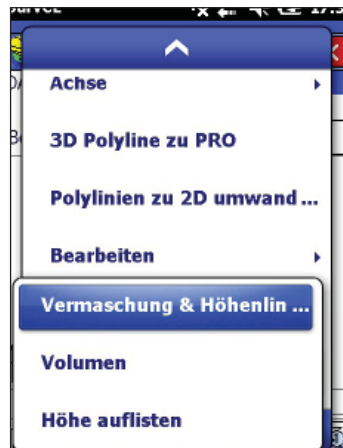 Achse
3D Polyline zu PRO
Polylinien zu 2D umwand ...
Bearbeiten
Vermaschung & Höhenlin ...
Volumen
Höhe auflisten